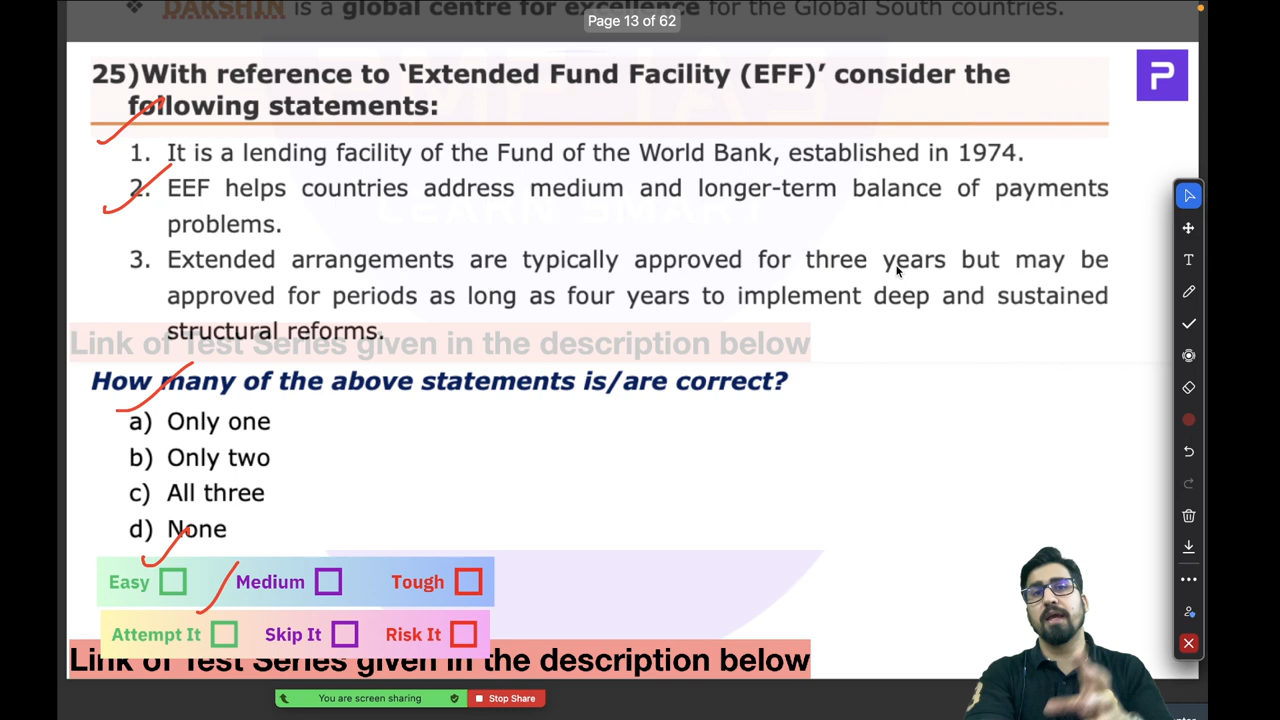 ❖ DAKSHIN is a global centre for excellence for the Global South countries.
Page 13 of 62
25)With reference to ‘Extended Fund Facility (EFF)’ consider the
following statements:
P
1. It is a lending facility of the Fund of the World Bank, established in 1974.
2. EEF helps countries address medium and longer-term balance of payments
LEARN SMART
problems.
3. Extended arrangements are typically approved for three years but may be
approved for periods as long as four years to implement deep and sustained
structural reforms.
Link of Test Series given in the description below
How many of the above statements is/are correct?
a) Only one
b) Only two
c) All three
d) None
Easy Medium Tough
Attempt It Skip It Risk It
Link of Test Series given in the description below
You are screen sharing Stop Share
T